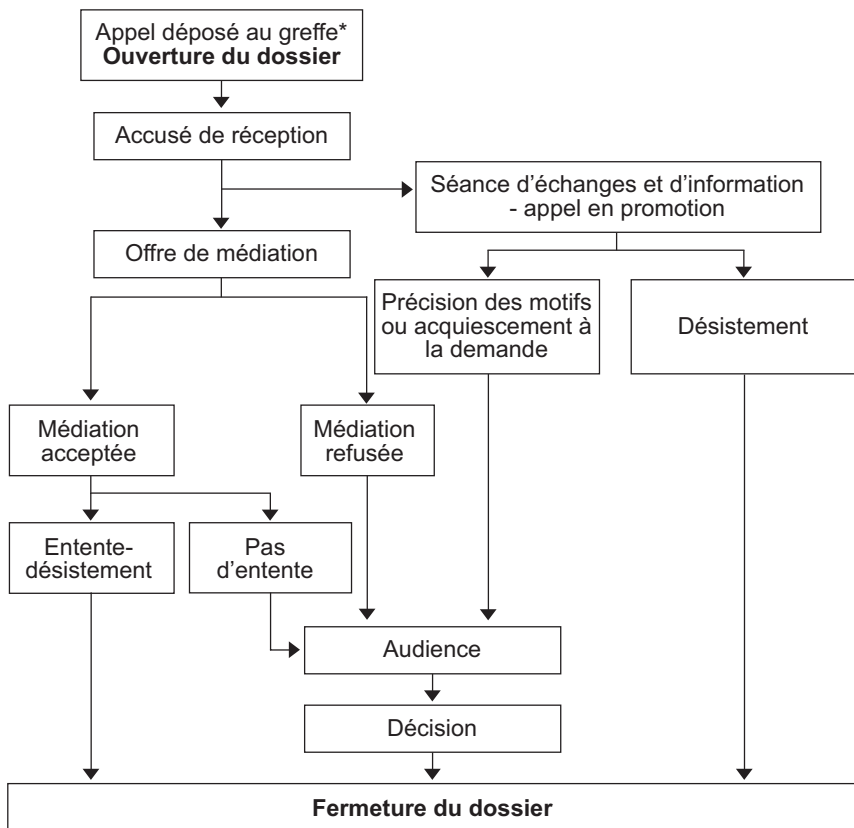 Appel déposé au greffe*
Ouverture du dossier
Accusé de réception
Séance d’échanges et d’information
- appel en promotion
Offre de médiation
Précision des motifs
ou acquiescement à
la demande
Désistement
Médiation
acceptée
Médiation
refusée
Entente-
désistement
Pas
d’entente
Audience
Décision
Fermeture du dossier